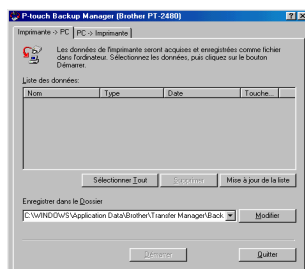 P-touch Backup Manager (Brother PT-2480)
Imprimante -> PC PC -> Imprimante
Les données de l'imprimante seront acquises et enregistrées comme fichier
dans l'ordinateur. Sélectionnez les données, puis cliquez sur le bouton
Démarrer.
Liste des données:
Nom Type Date Touche...
Sélectionner Tout Supprimer Mise à jour de la liste
Enregistrer dans le Dossier
C:\WINDOWS\Application Data\Brother\Transfer Manager\Back Modifier
Démarrer Quitter